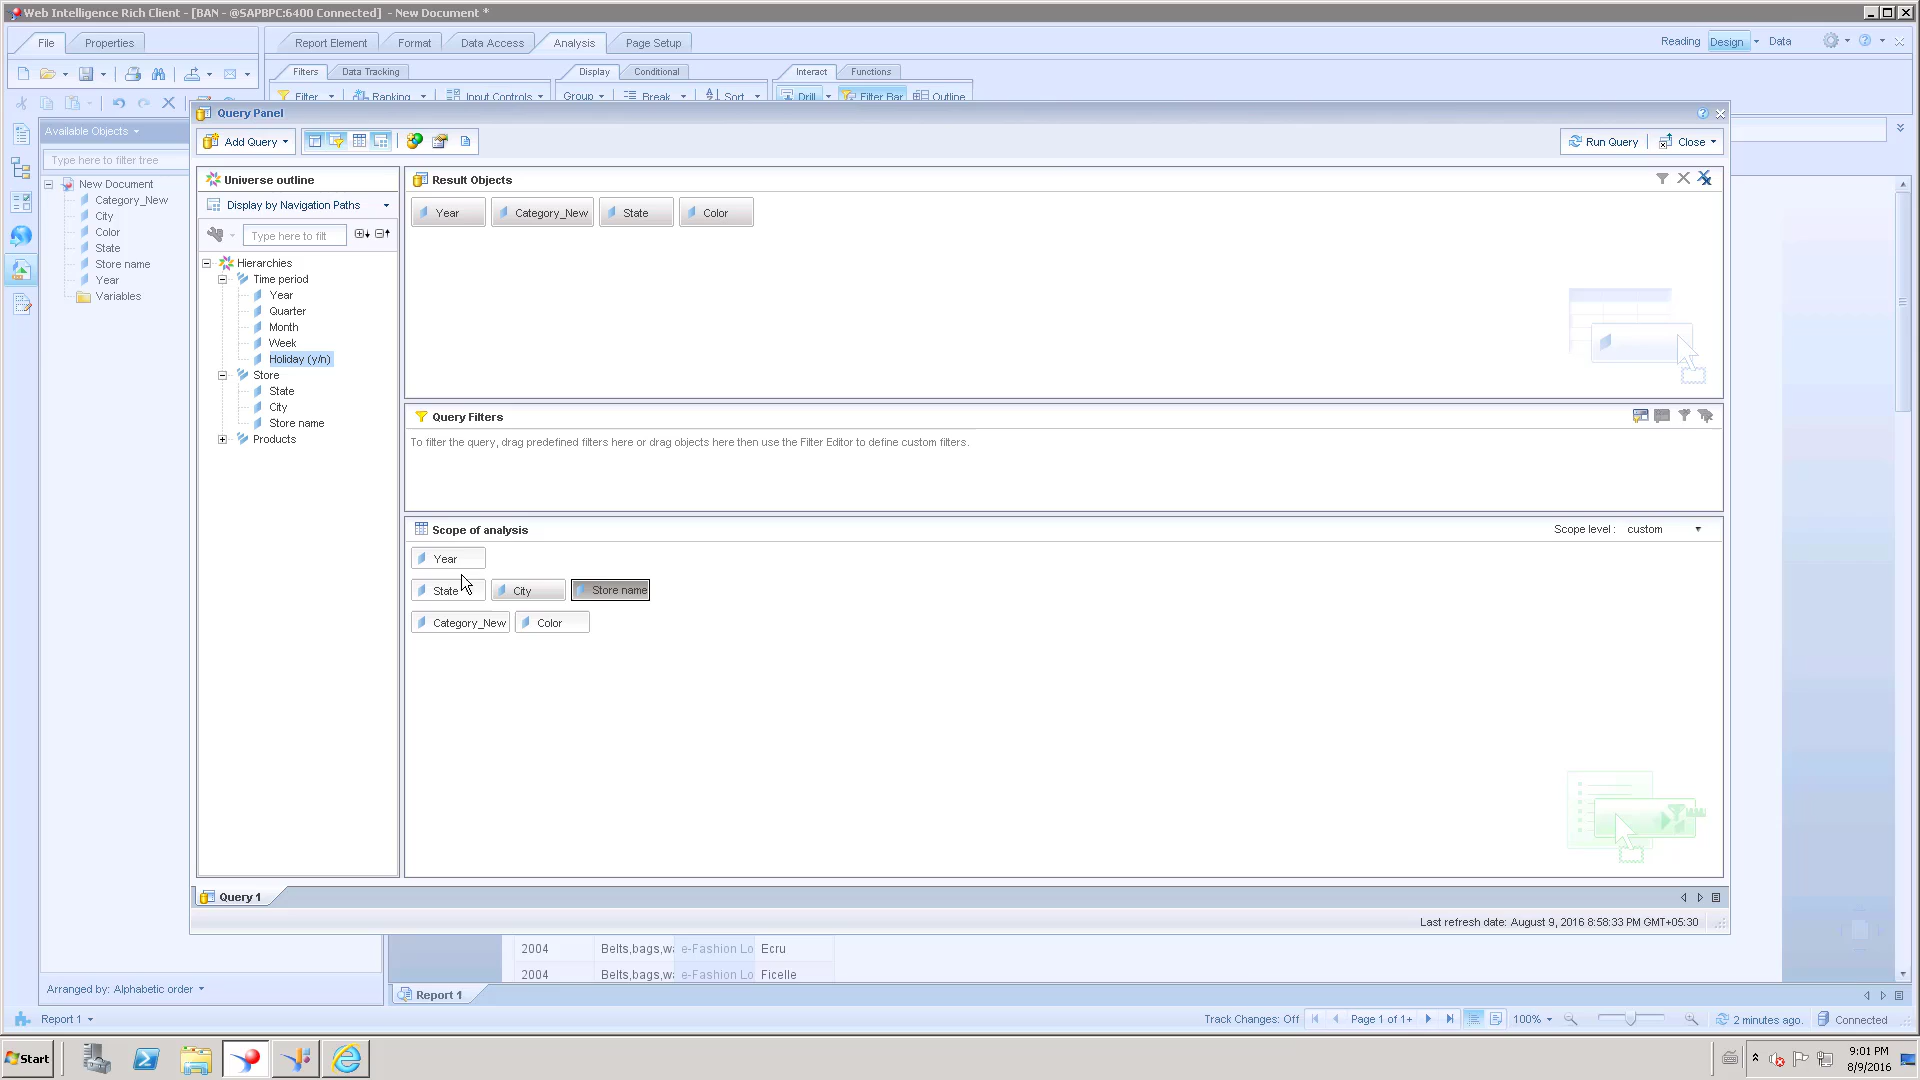 Web Intelligence Rich Client - [BAN - @SAPBPC:6400 Connected] - New Document *
File Properties Report Element Format Data Access Analysis Page Setup Reading Design Data
Filters Data Tracking Display Conditional Interact Functions
Filter Ranking Input Controls Group Break Sort Drill Filter Bar Outline
Query Panel
Available Objects
Add Query Run Query Close
Type here to filter tree
Universe outline Result Objects
New Document
Category_New
City
Color
State
Store name
Year
Variables
Display by Navigation Paths
Year Category_New State Color
Type here to filt
Hierarchies
Time period
Year
Quarter
Month
Week
Holiday (y/n)
Store
State
City
Store name
Products
Query Filters
To filter the query, drag predefined filters here or drag objects here then use the Filter Editor to define custom filters.
Scope of analysis Scope level : custom
Year
State City Store name
Category_New Color
Query 1
Last refresh date: August 9, 2016 8:58:33 PM GMT+05:30
2004 Belts,bags,wa e-Fashion Lo Ecru
2004 Belts,bags,wa e-Fashion Lo Ficelle
Arranged by: Alphabetic order
Report 1
Report 1 Track Changes: Off Page 1 of 1+ 100% 2 minutes ago. Connected
Start 9:01 PM
8/9/2016